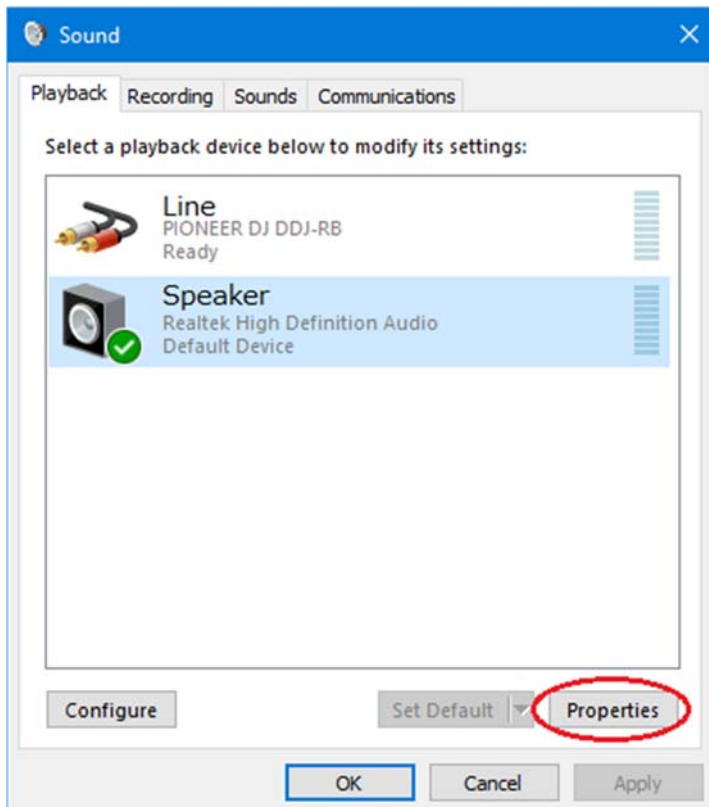 Sound
Playback Recording Sounds Communications
Select a playback device below to modify its settings:
Line
PIONEER DJ DDJ-RB
Ready
Speaker
Realtek High Definition Audio
Default Device
Configure Set Default Properties
OK Cancel Apply